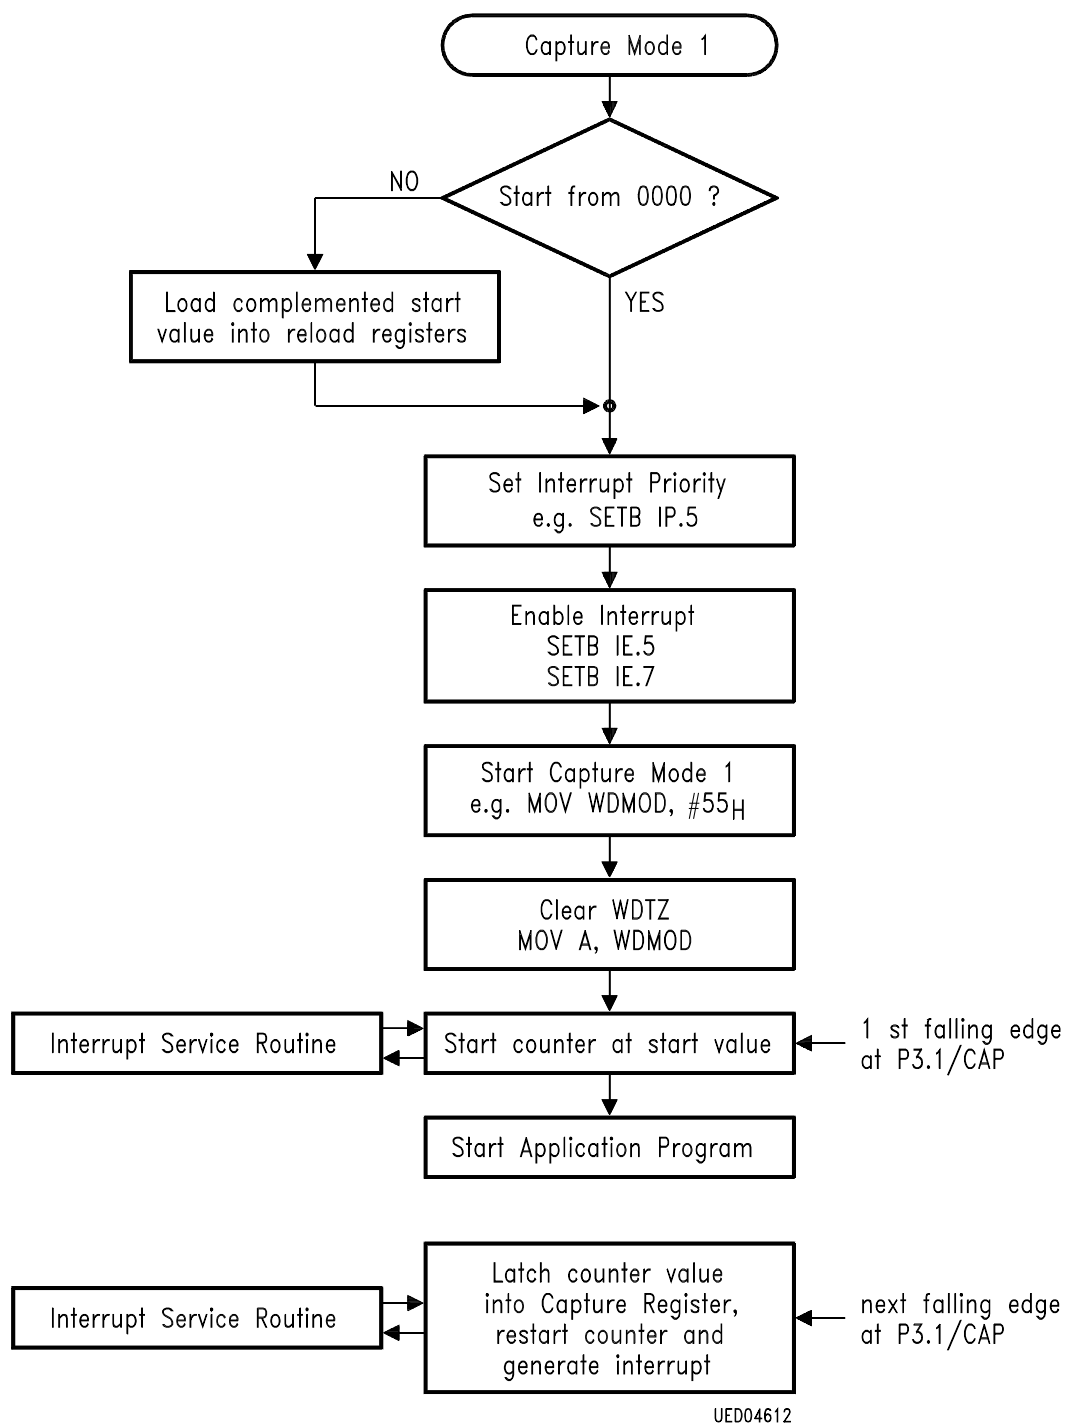 Capture Mode 1
Start from 0000 ?
NO
YES
Load complemented start
value into reload registers
Set Interrupt Priority
e.g. SETB IP.5
Enable Interrupt
SETB IE.5
SETB IE.7
Start Capture Mode 1
e.g. MOV WDMOD, #55H
Clear WDTZ
MOV A, WDMOD
Interrupt Service Routine
Start counter at start value
1 st falling edge
at P3.1/CAP
Start Application Program
Interrupt Service Routine
Latch counter value
into Capture Register,
restart counter and
generate interrupt
next falling edge
at P3.1/CAP
UED04612